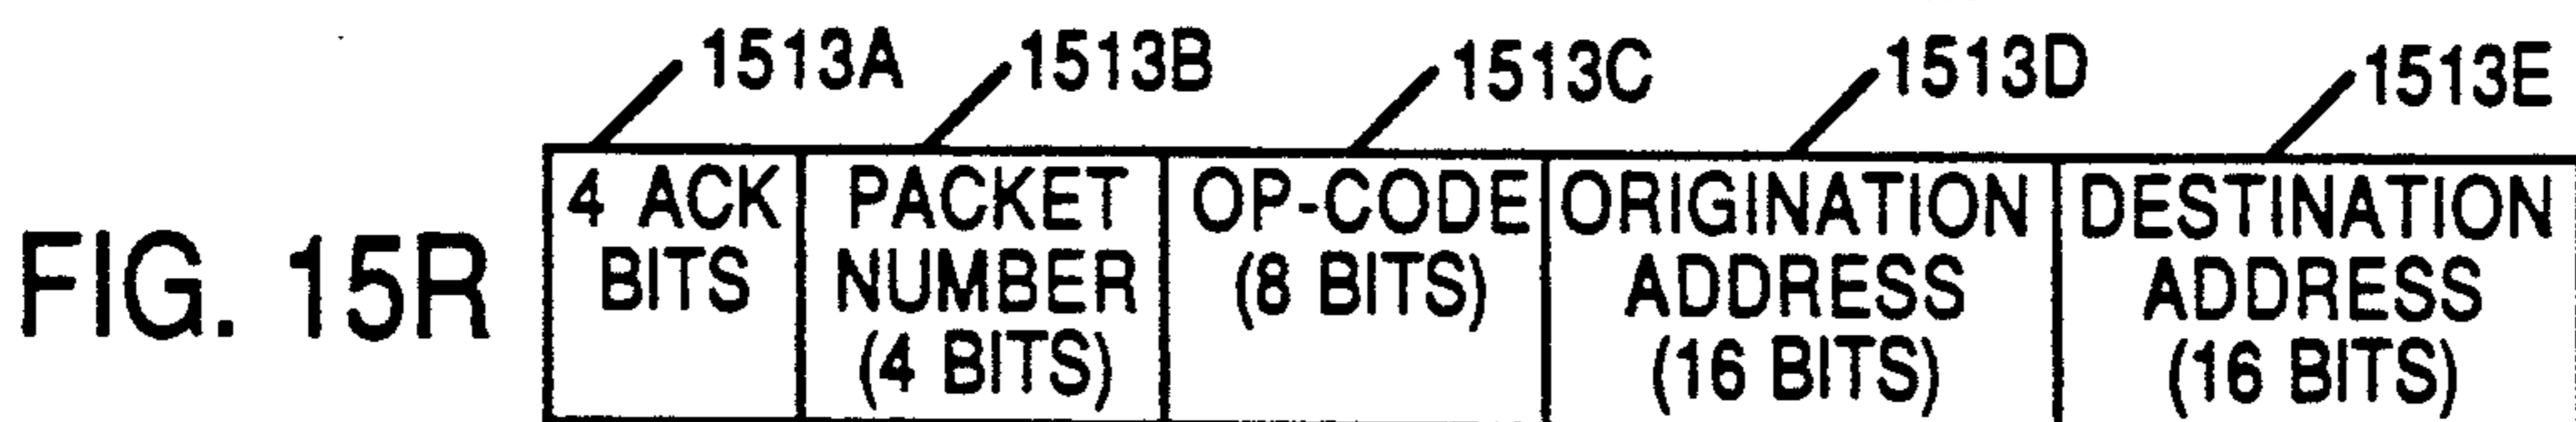 1513A 1513B 1513C 1513D 1513E
FIG. 15R
4 ACK
BITS
PACKET
NUMBER
(4 BITS)
OP-CODE
(8 BITS)
ORIGINATION
ADDRESS
(16 BITS)
DESTINATION
ADDRESS
(16 BITS)